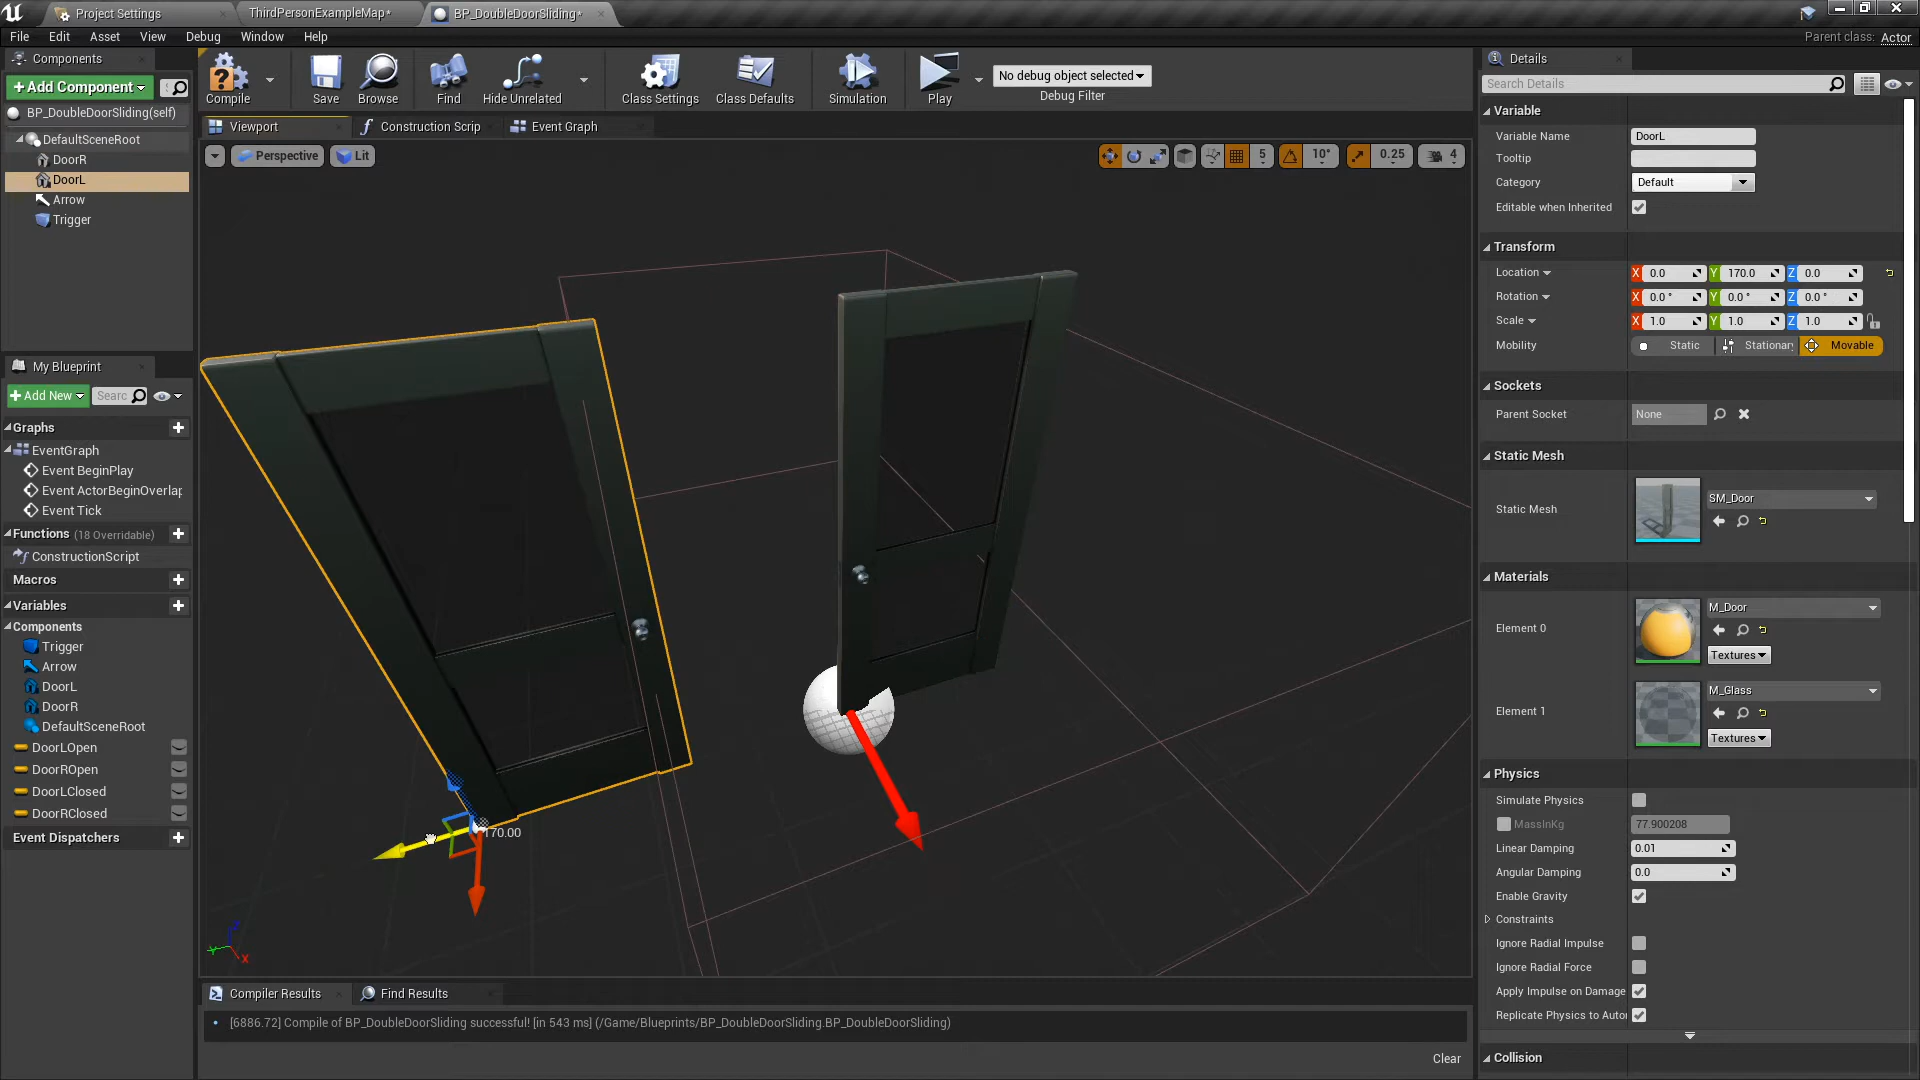 Project Settings
ThirdPersonExampleMap*
BP_DoubleDoorSliding*
File Edit Asset View Debug Window Help
Parent class: Actor
Components
+Add Component
BP_DoubleDoorSliding(self)
DefaultSceneRoot
DoorR
DoorL
Arrow
Trigger
Compile
Save
Browse
Find
Hide Unrelated
Class Settings
Class Defaults
Simulation
Play
No debug object selected
Debug Filter
Viewport
Construction Scrip
Event Graph
Perspective
Lit
5
10°
0.25
4
170.00
Z
Y
X
My Blueprint
+Add New
Searc
Graphs
EventGraph
Event BeginPlay
Event ActorBeginOverlap
Event Tick
Functions (18 Overridable)
ConstructionScript
Macros
Variables
Components
Trigger
Arrow
DoorL
DoorR
DefaultSceneRoot
DoorLOpen
DoorROpen
DoorLClosed
DoorRClosed
Event Dispatchers
Compiler Results
Find Results
[6886.72] Compile of BP_DoubleDoorSliding successful! [in 543 ms] (/Game/Blueprints/BP_DoubleDoorSliding.BP_DoubleDoorSliding)
Clear
Details
Search Details
Variable
Variable Name DoorL
Tooltip
Category Default
Editable when Inherited
Transform
Location X 0.0 Y 170.0 Z 0.0
Rotation X 0.0 ° Y 0.0 ° Z 0.0 °
Scale X 1.0 Y 1.0 Z 1.0
Mobility Static Stationary Movable
Sockets
Parent Socket None
Static Mesh
Static Mesh SM_Door
Materials
Element 0 M_Door
Textures
Element 1 M_Glass
Textures
Physics
Simulate Physics
MassInKg 77.900208
Linear Damping 0.01
Angular Damping 0.0
Enable Gravity
Constraints
Ignore Radial Impulse
Ignore Radial Force
Apply Impulse on Damage
Replicate Physics to Auto
Collision